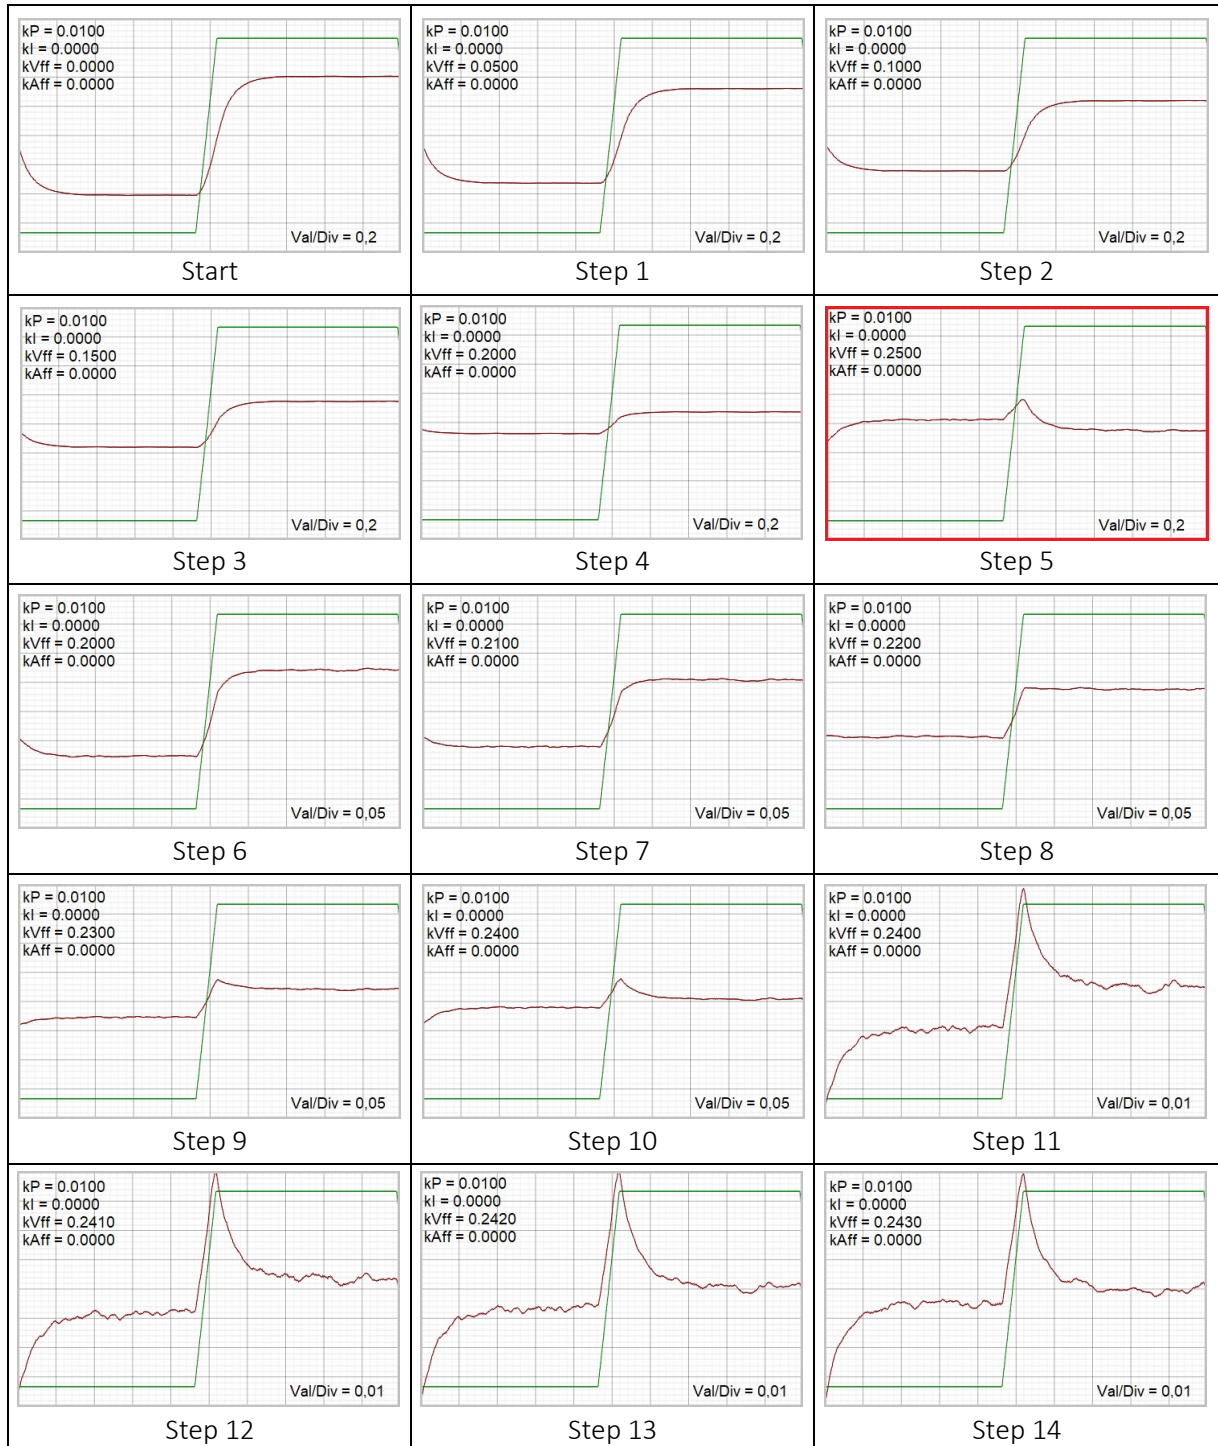 kP = 0.0100
kI = 0.0000
kVff = 0.0000
kAff = 0.0000
Val/Div = 0,2
Start
kP = 0.0100
kI = 0.0000
kVff = 0.0500
kAff = 0.0000
Val/Div = 0,2
Step 1
kP = 0.0100
kI = 0.0000
kVff = 0.1000
kAff = 0.0000
Val/Div = 0,2
Step 2
kP = 0.0100
kI = 0.0000
kVff = 0.1500
kAff = 0.0000
Val/Div = 0,2
Step 3
kP = 0.0100
kI = 0.0000
kVff = 0.2000
kAff = 0.0000
Val/Div = 0,2
Step 4
kP = 0.0100
kI = 0.0000
kVff = 0.2500
kAff = 0.0000
Val/Div = 0,2
Step 5
kP = 0.0100
kI = 0.0000
kVff = 0.2000
kAff = 0.0000
Val/Div = 0,05
Step 6
kP = 0.0100
kI = 0.0000
kVff = 0.2100
kAff = 0.0000
Val/Div = 0,05
Step 7
kP = 0.0100
kI = 0.0000
kVff = 0.2200
kAff = 0.0000
Val/Div = 0,05
Step 8
kP = 0.0100
kI = 0.0000
kVff = 0.2300
kAff = 0.0000
Val/Div = 0,05
Step 9
kP = 0.0100
kI = 0.0000
kVff = 0.2400
kAff = 0.0000
Val/Div = 0,05
Step 10
kP = 0.0100
kI = 0.0000
kVff = 0.2400
kAff = 0.0000
Val/Div = 0,01
Step 11
kP = 0.0100
kI = 0.0000
kVff = 0.2410
kAff = 0.0000
Val/Div = 0,01
Step 12
kP = 0.0100
kI = 0.0000
kVff = 0.2420
kAff = 0.0000
Val/Div = 0,01
Step 13
kP = 0.0100
kI = 0.0000
kVff = 0.2430
kAff = 0.0000
Val/Div = 0,01
Step 14